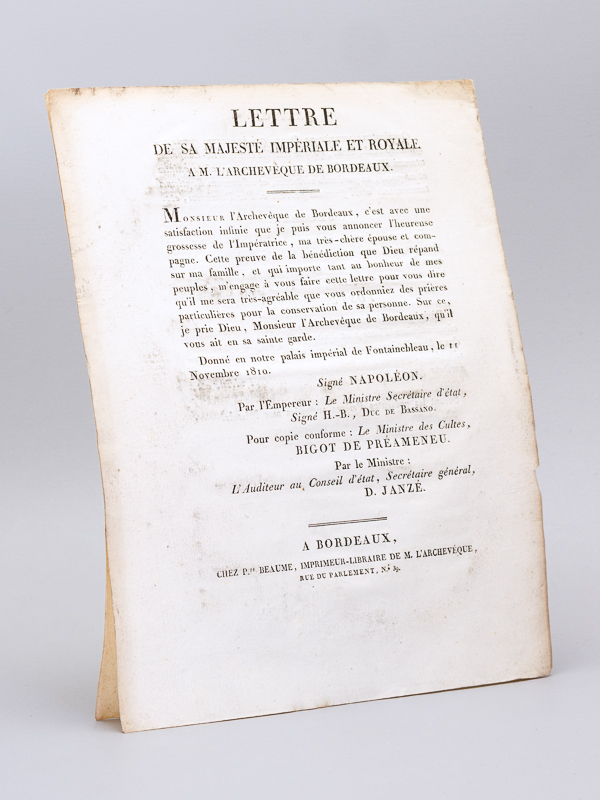 LETTRE
DE SA MAJESTÉ IMPÉRIALE ET ROYALE.
A M. L'ARCHEVÊQUE DE BORDEAUX.
MONSIEUR l'Archevêque de Bordeaux, c'est avec une
satisfaction infinie que je puis vous annoncer l'heureuse
grossesse de l'Impératrice, ma très-chère épouse et com-
pagne. Cette preuve de la bénédiction que Dieu répand
sur ma famille, et qui importe tant au bonheur de mes
peuples, m'engage à vous faire cette lettre pour vous dire
qu'il me sera très-agréable que vous ordonniez des prieres
particulières pour la conservation de sa personne. Sur ce,
je prie Dieu, Monsieur l'Archevêque de Bordeaux, qu'il
vous ait en sa sainte garde.
Donné en notre palais impérial de Fontainebleau, le 11
Novembre 1810.
Signé NAPOLÉON.
Par l'Empereur : Le Ministre Secrétaire d'état,
Signé H.-B., DUC DE BASSANO.
Pour copie conforme : Le Ministre des Cultes,
BIGOT DE PRÉAMENEU.
Par le Ministre :
L'Auditeur au Conseil d'état, Secrétaire général,
D. JANZÉ.
A BORDEAUX,
CHEZ P.re BEAUME, IMPRIMEUR-LIBRAIRE DE M. L'ARCHEVÊQUE,
RUE DU PARLEMENT, N.° 39.